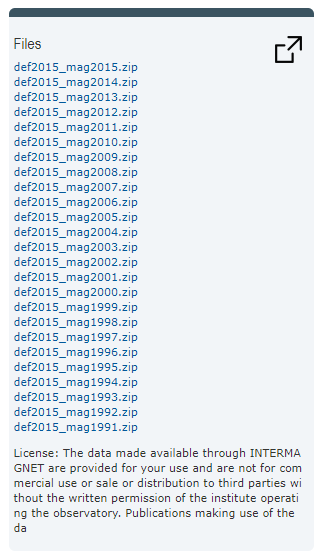 Files
def2015_mag2015.zip
def2015_mag2014.zip
def2015_mag2013.zip
def2015_mag2012.zip
def2015_mag2011.zip
def2015_mag2010.zip
def2015_mag2009.zip
def2015_mag2008.zip
def2015_mag2007.zip
def2015_mag2006.zip
def2015_mag2005.zip
def2015_mag2004.zip
def2015_mag2003.zip
def2015_mag2002.zip
def2015_mag2001.zip
def2015_mag2000.zip
def2015_mag1999.zip
def2015_mag1998.zip
def2015_mag1997.zip
def2015_mag1996.zip
def2015_mag1995.zip
def2015_mag1994.zip
def2015_mag1993.zip
def2015_mag1992.zip
def2015_mag1991.zip
License: The data made available through INTERMA
GNET are provided for your use and are not for com
mercial use or sale or distribution to third parties wi
thout the written permission of the institute operati
ng the observatory. Publications making use of the
da